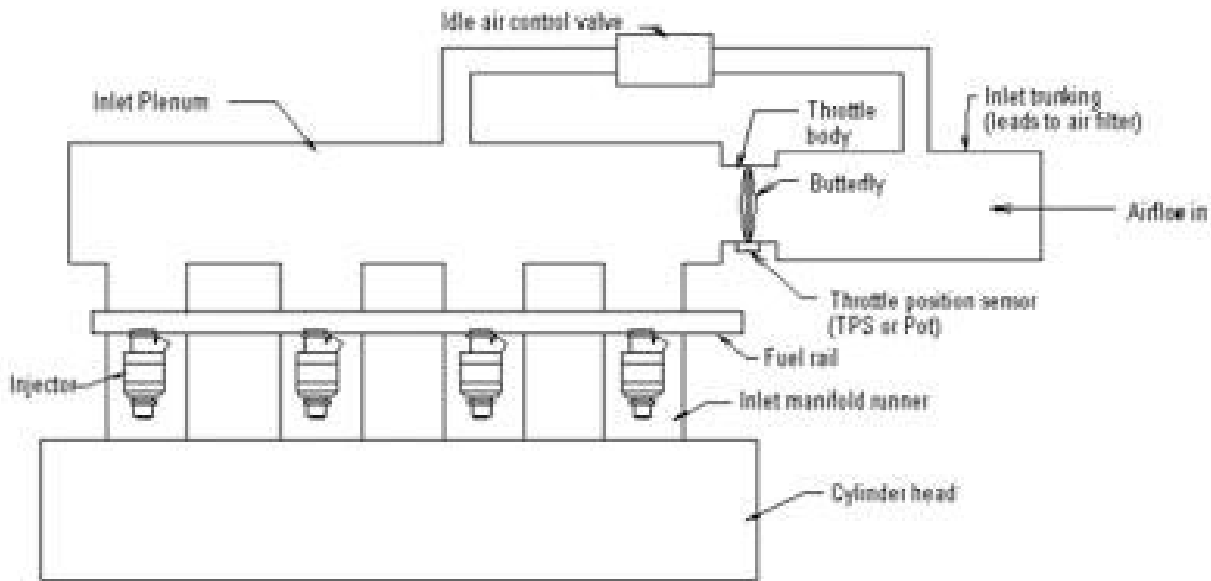 Idle air control valve
Inlet Plenum
Throttle
body
Inlet trunking
(leads to air filter)
Butterfly
Airflow in
Throttle position sensor
(TPS or Pot)
Fuel rail
Injector
Inlet manifold runner
Cylinder head